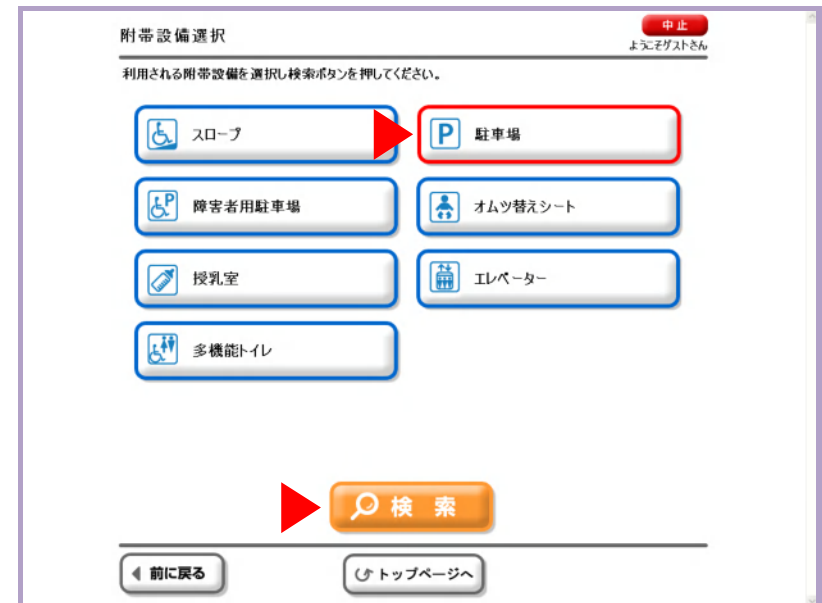 附帯設備選択
中止
ようこそゲストさん
利用される附帯設備を選択し検索ボタンを押してください。
スロープ
P 駐車場
P 障害者用駐車場
オムツ替えシート
授乳室
エレベーター
多機能トイレ
検索
前に戻る
トップページへ